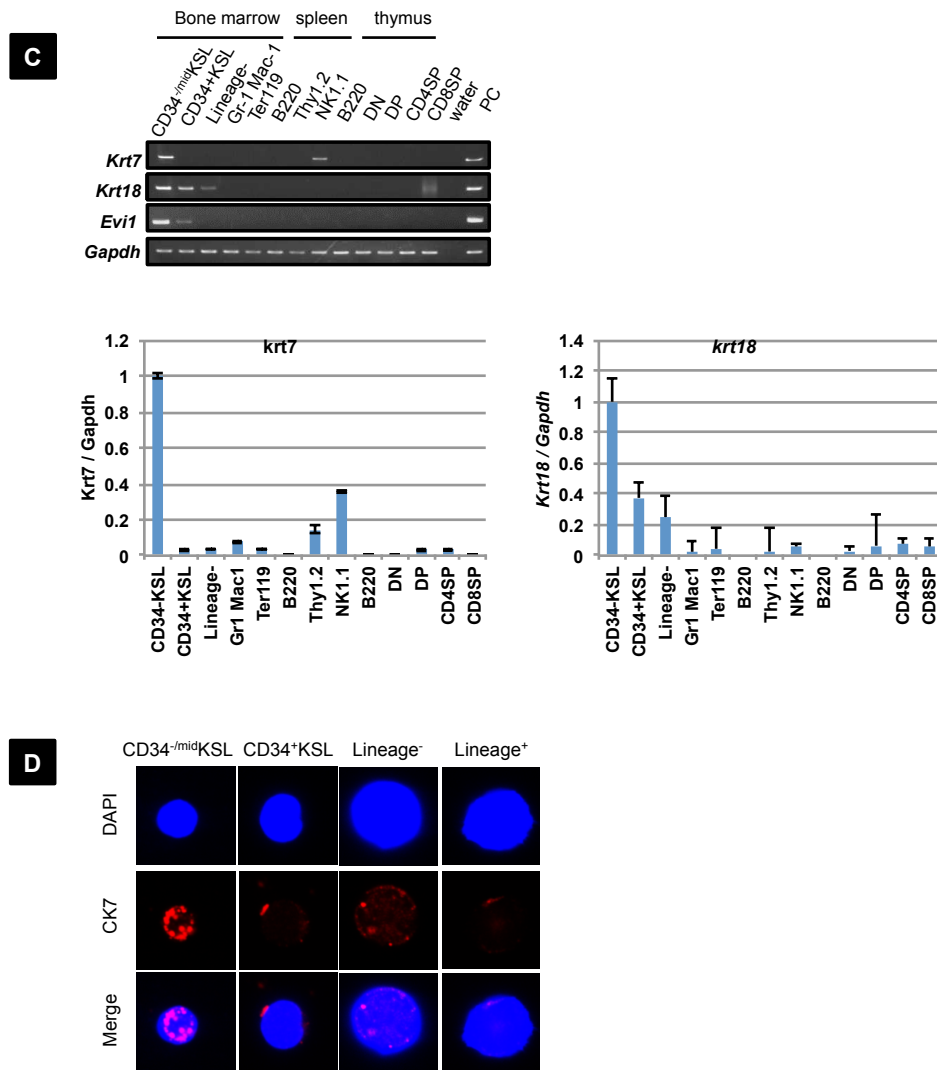 C
Bone marrow spleen thymus
CD34-/midKSL
CD34+KSL
Lineage-
Gr-1 Mac-1
Ter119
B220
Thy1.2
NK1.1
B220
DN
DP
CD4SP
CD8SP
water
PC
Krt7
Krt18
Evi1
Gapdh
krt7
Krt7 / Gapdh
1.2
1
0.8
0.6
0.4
0.2
0
CD34-KSL
CD34+KSL
Lineage-
Gr1 Mac1
Ter119
B220
Thy1.2
NK1.1
B220
DN
DP
CD4SP
CD8SP
krt18
Krt18 / Gapdh
1.4
1.2
1
0.8
0.6
0.4
0.2
0
CD34-KSL
CD34+KSL
Lineage-
Gr1 Mac1
Ter119
B220
Thy1.2
NK1.1
B220
DN
DP
CD4SP
CD8SP
D
CD34-/midKSL CD34+KSL Lineage- Lineage+
DAPI
CK7
Merge